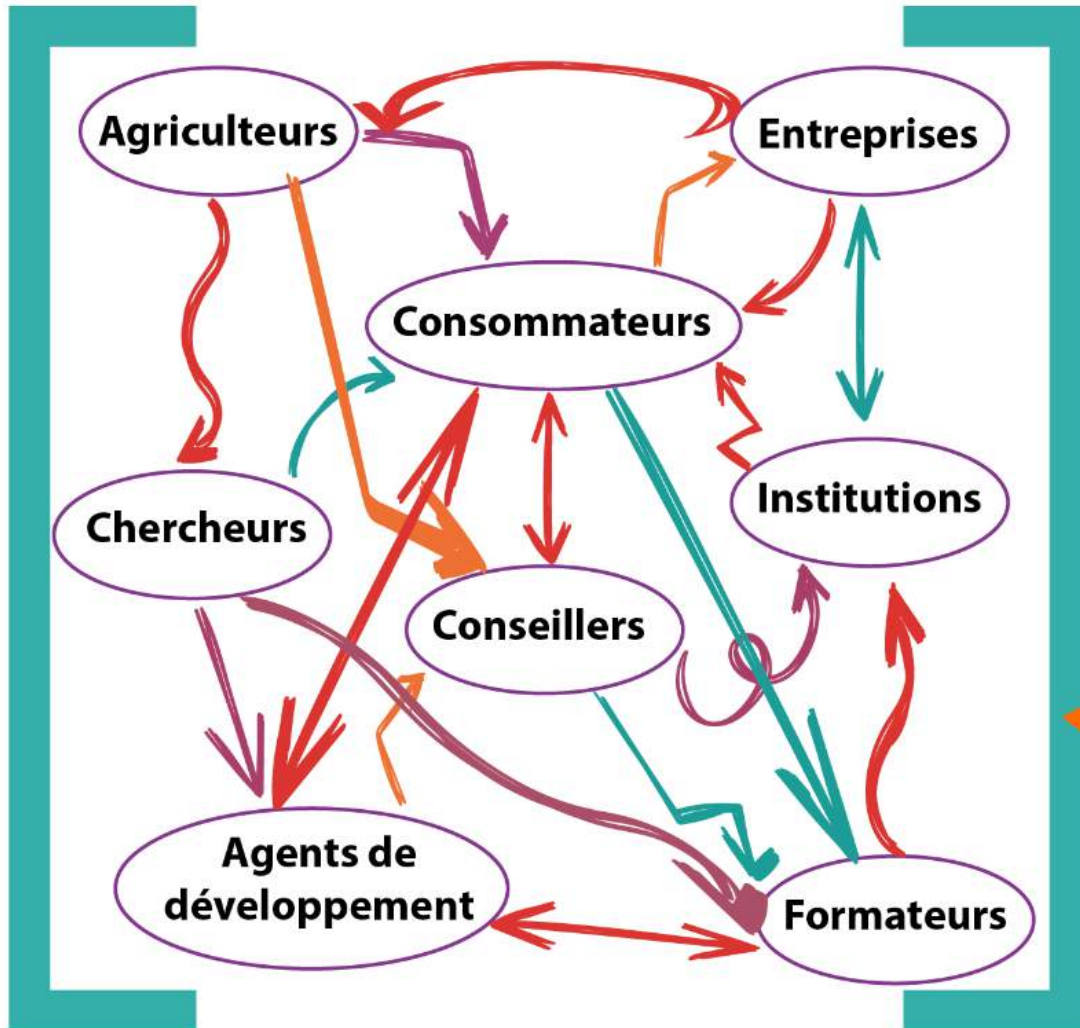 Agriculteurs
Entreprises
Consommateurs
Chercheurs
Institutions
Conseillers
Agents de
développement
Formateurs